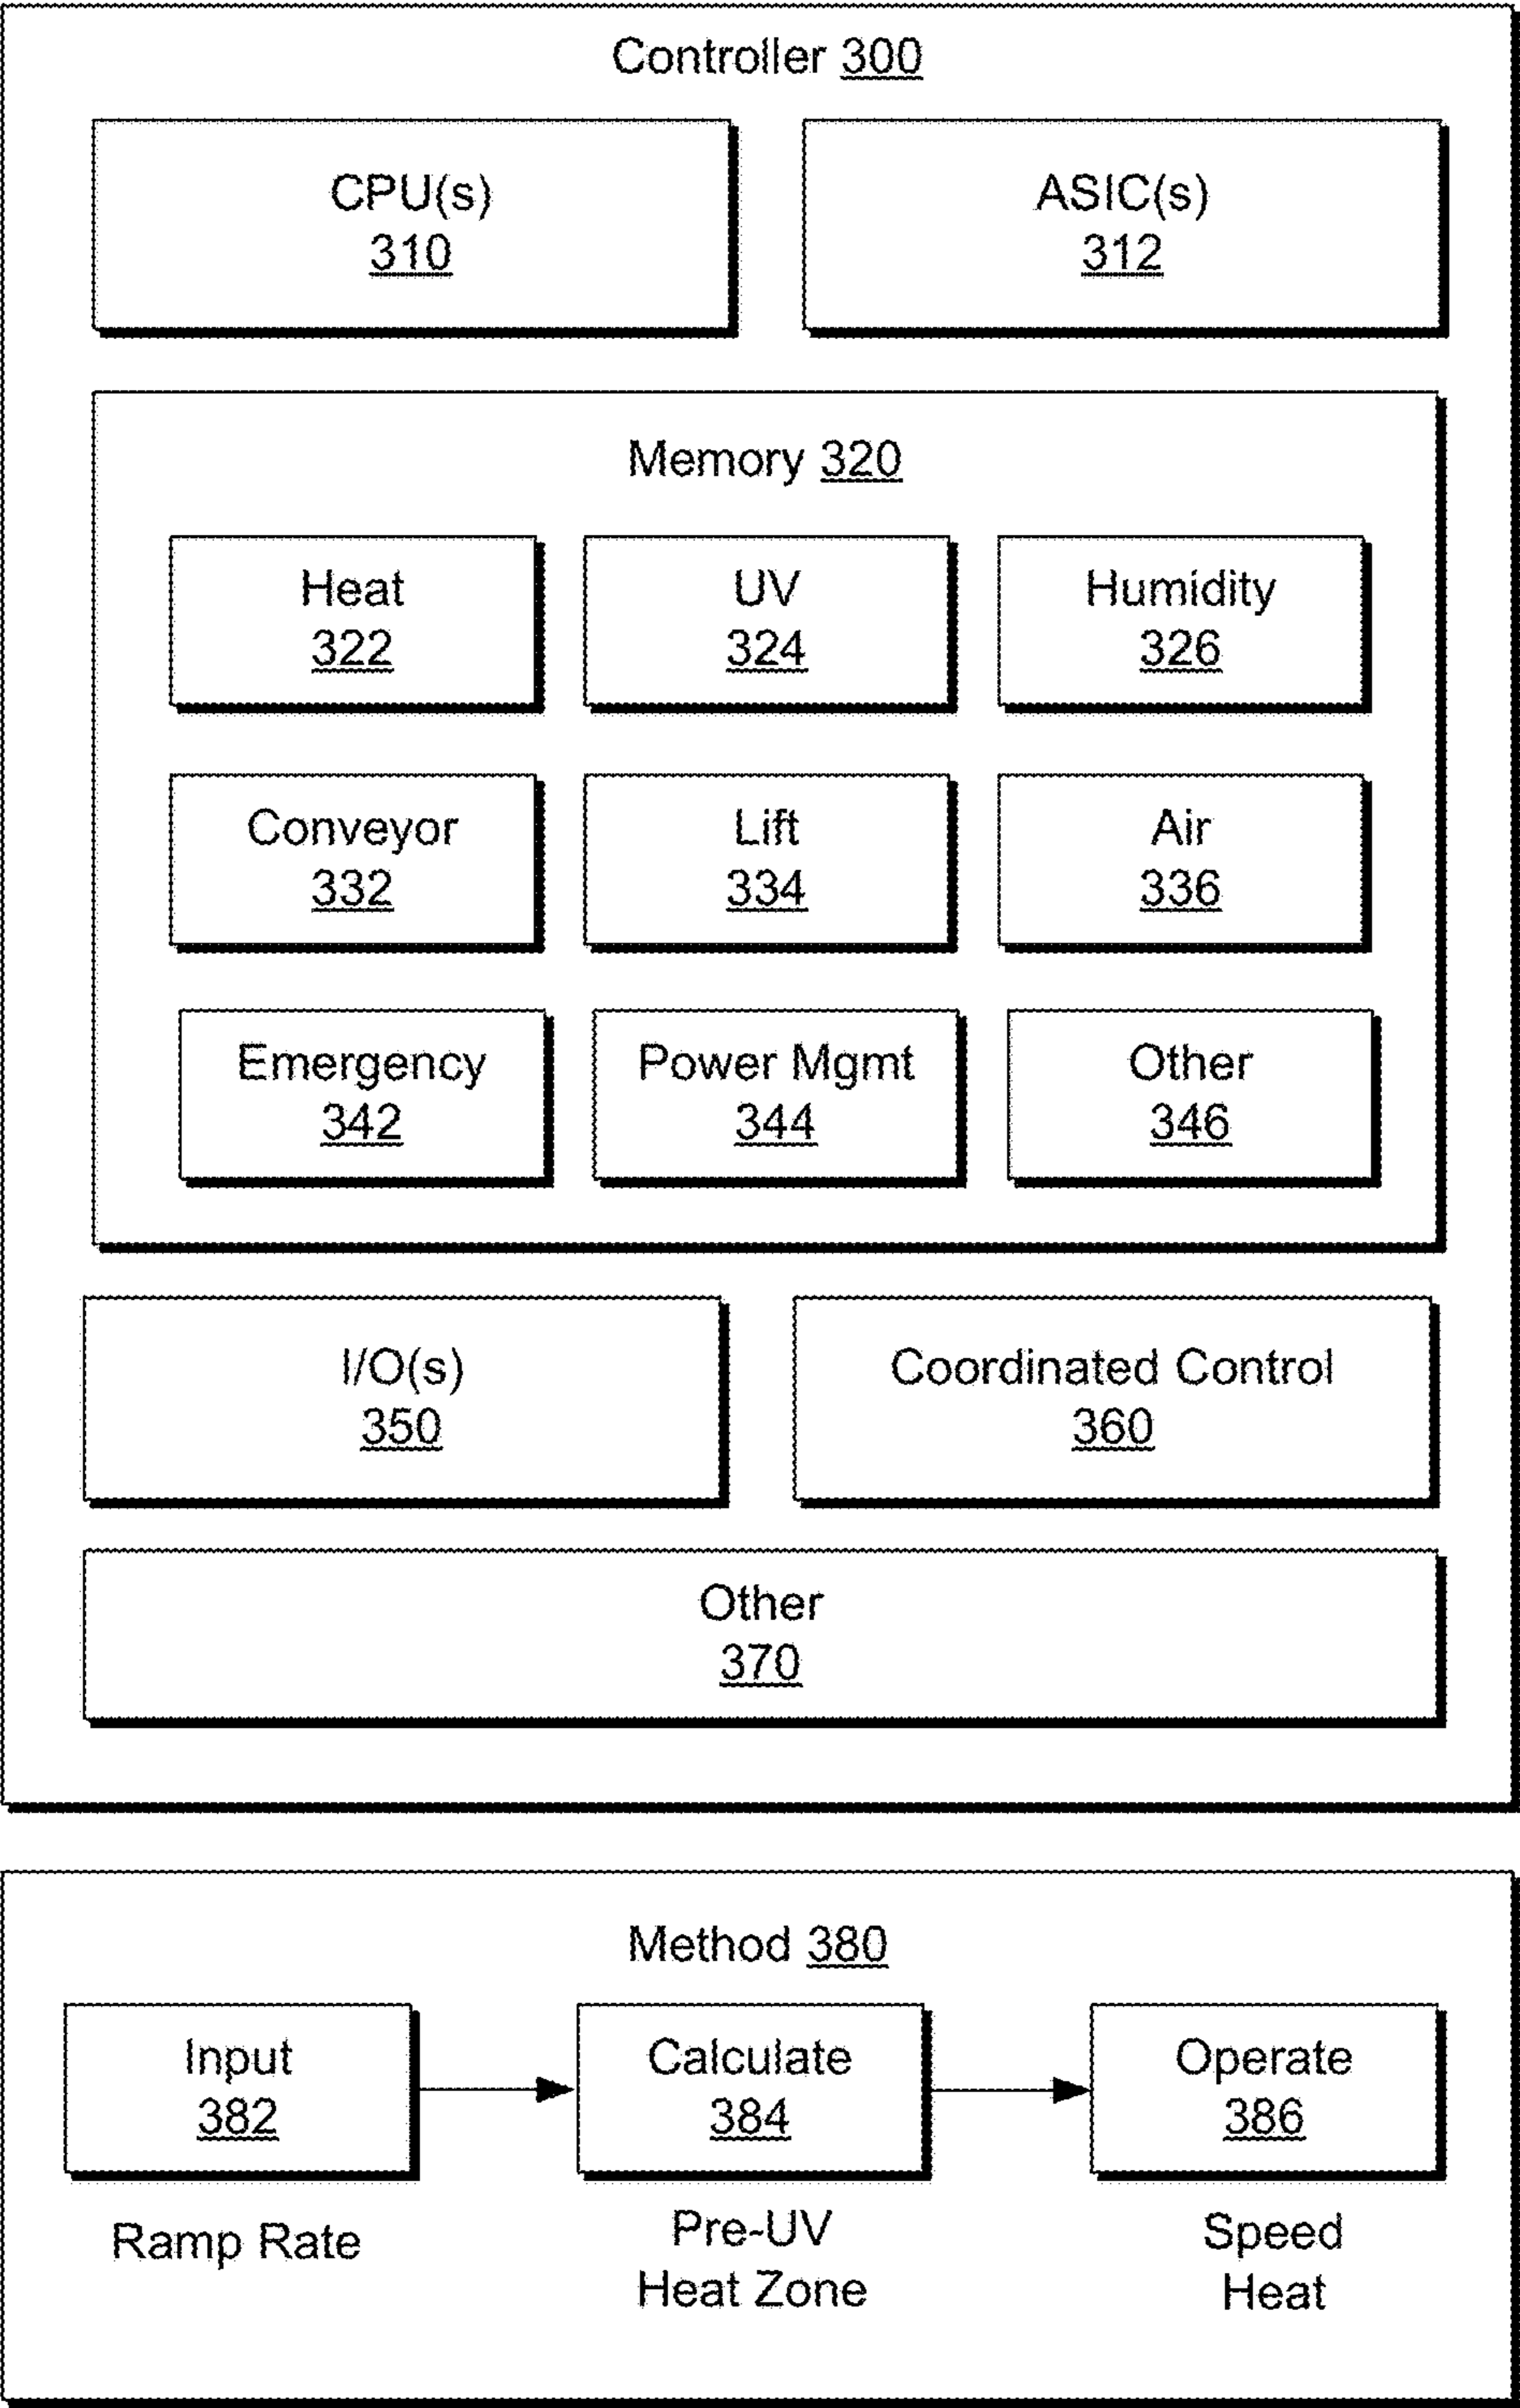 Controller 300
CPU(s)
310
ASIC(s)
312
Memory 320
Heat
322
UV
324
Humidity
326
Conveyor
332
Lift
334
Air
336
Emergency
342
Power Mgmt
344
Other
346
I/O(s)
350
Coordinated Control
360
Other
370
Method 380
Input
382
Calculate
384
Operate
386
Ramp Rate
Pre-UV
Heat Zone
Speed
Heat